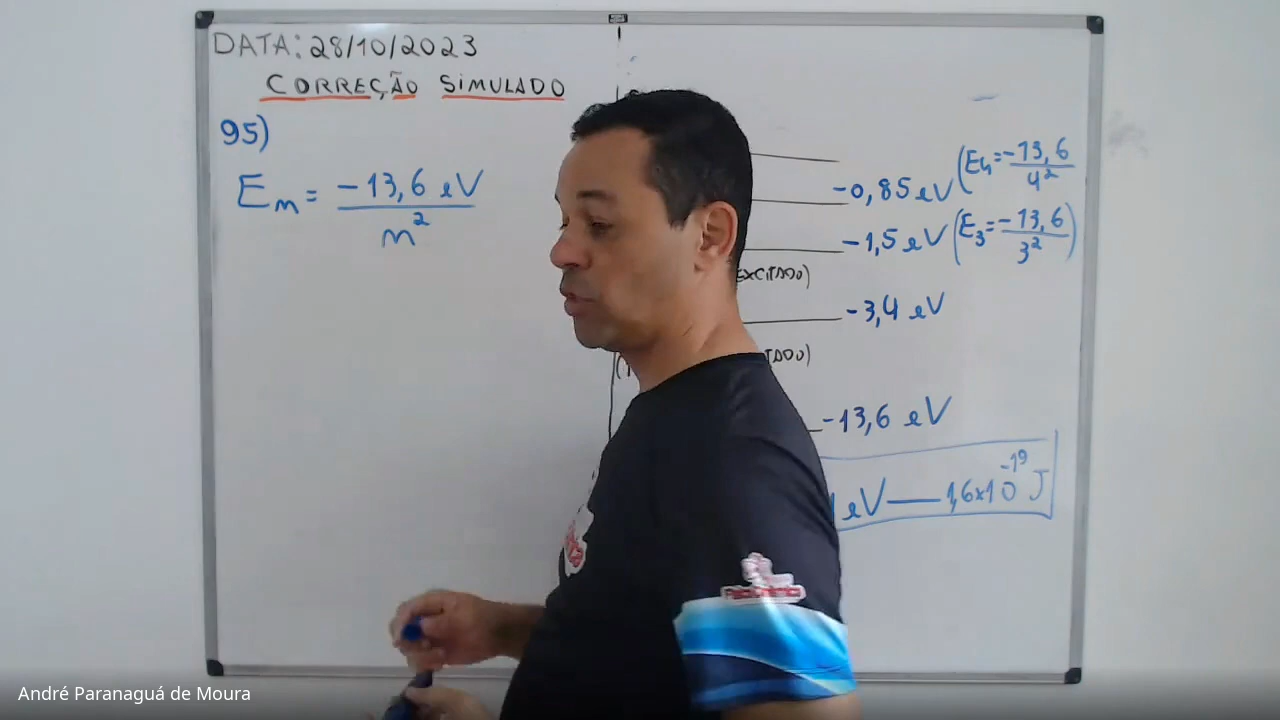 DATA: 28/10/2023
CORREÇÃO SIMULADO
95)
Em = -13,6 eV / m²
-0,85 eV (E4 = -13,6 / 4²
-1,5 eV (E3 = -13,6 / 3²)
EXCITADO)
-3,4 eV
TADO)
-13,6 eV
1 eV — 1,6x10⁻¹⁹ J
André Paranaguá de Moura